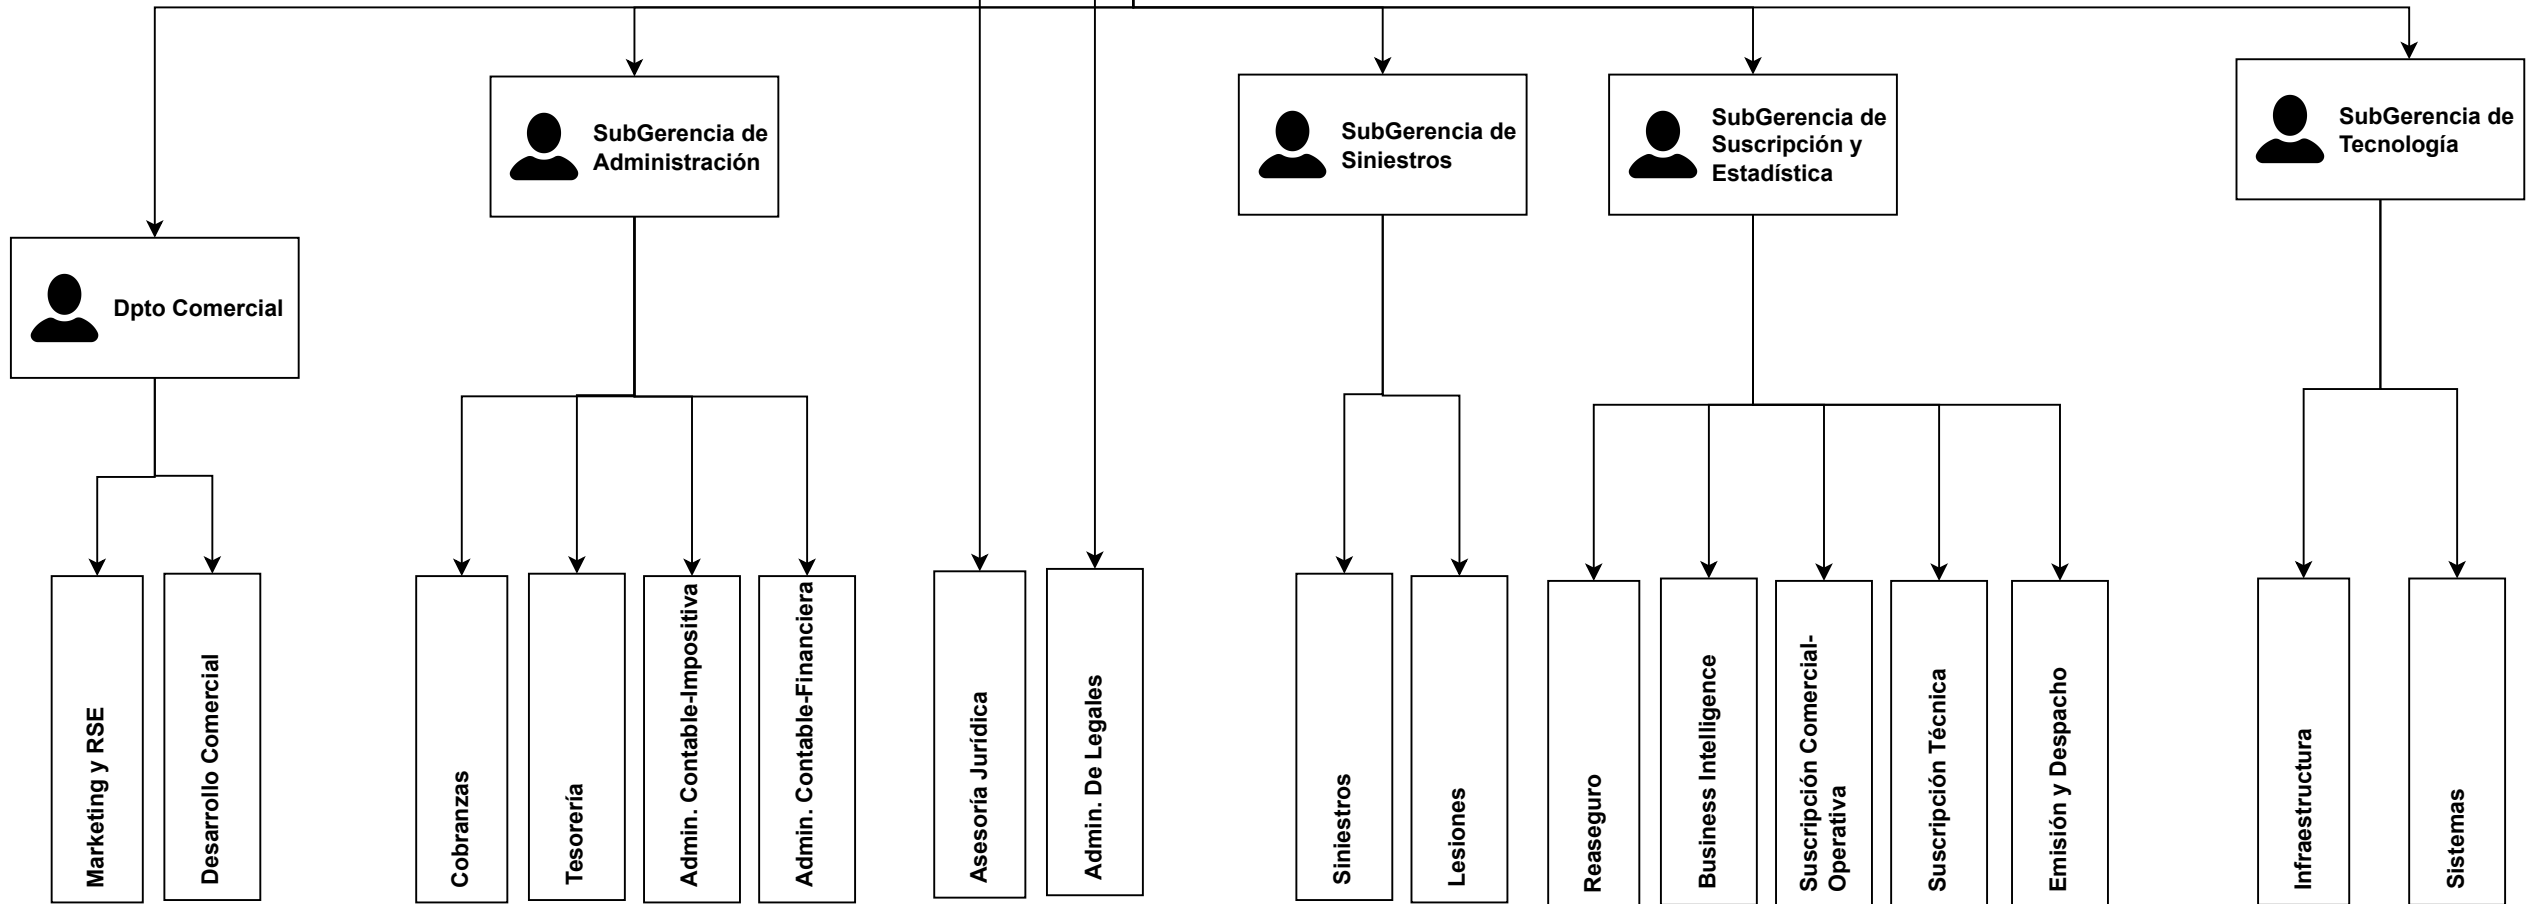 SubGerencia de
Administración
SubGerencia de
Siniestros
SubGerencia de
Suscripción y
Estadística
SubGerencia de
Tecnología
Dpto Comercial
Marketing y RSE
Desarrollo Comercial
Cobranzas
Tesorería
Admin. Contable-Impositiva
Admin. Contable-Financiera
Asesoría Jurídica
Admin. De Legales
Siniestros
Lesiones
Reaseguro
Business Intelligence
Suscripción Comercial-
Operativa
Suscripción Técnica
Emisión y Despacho
Infraestructura
Sistemas